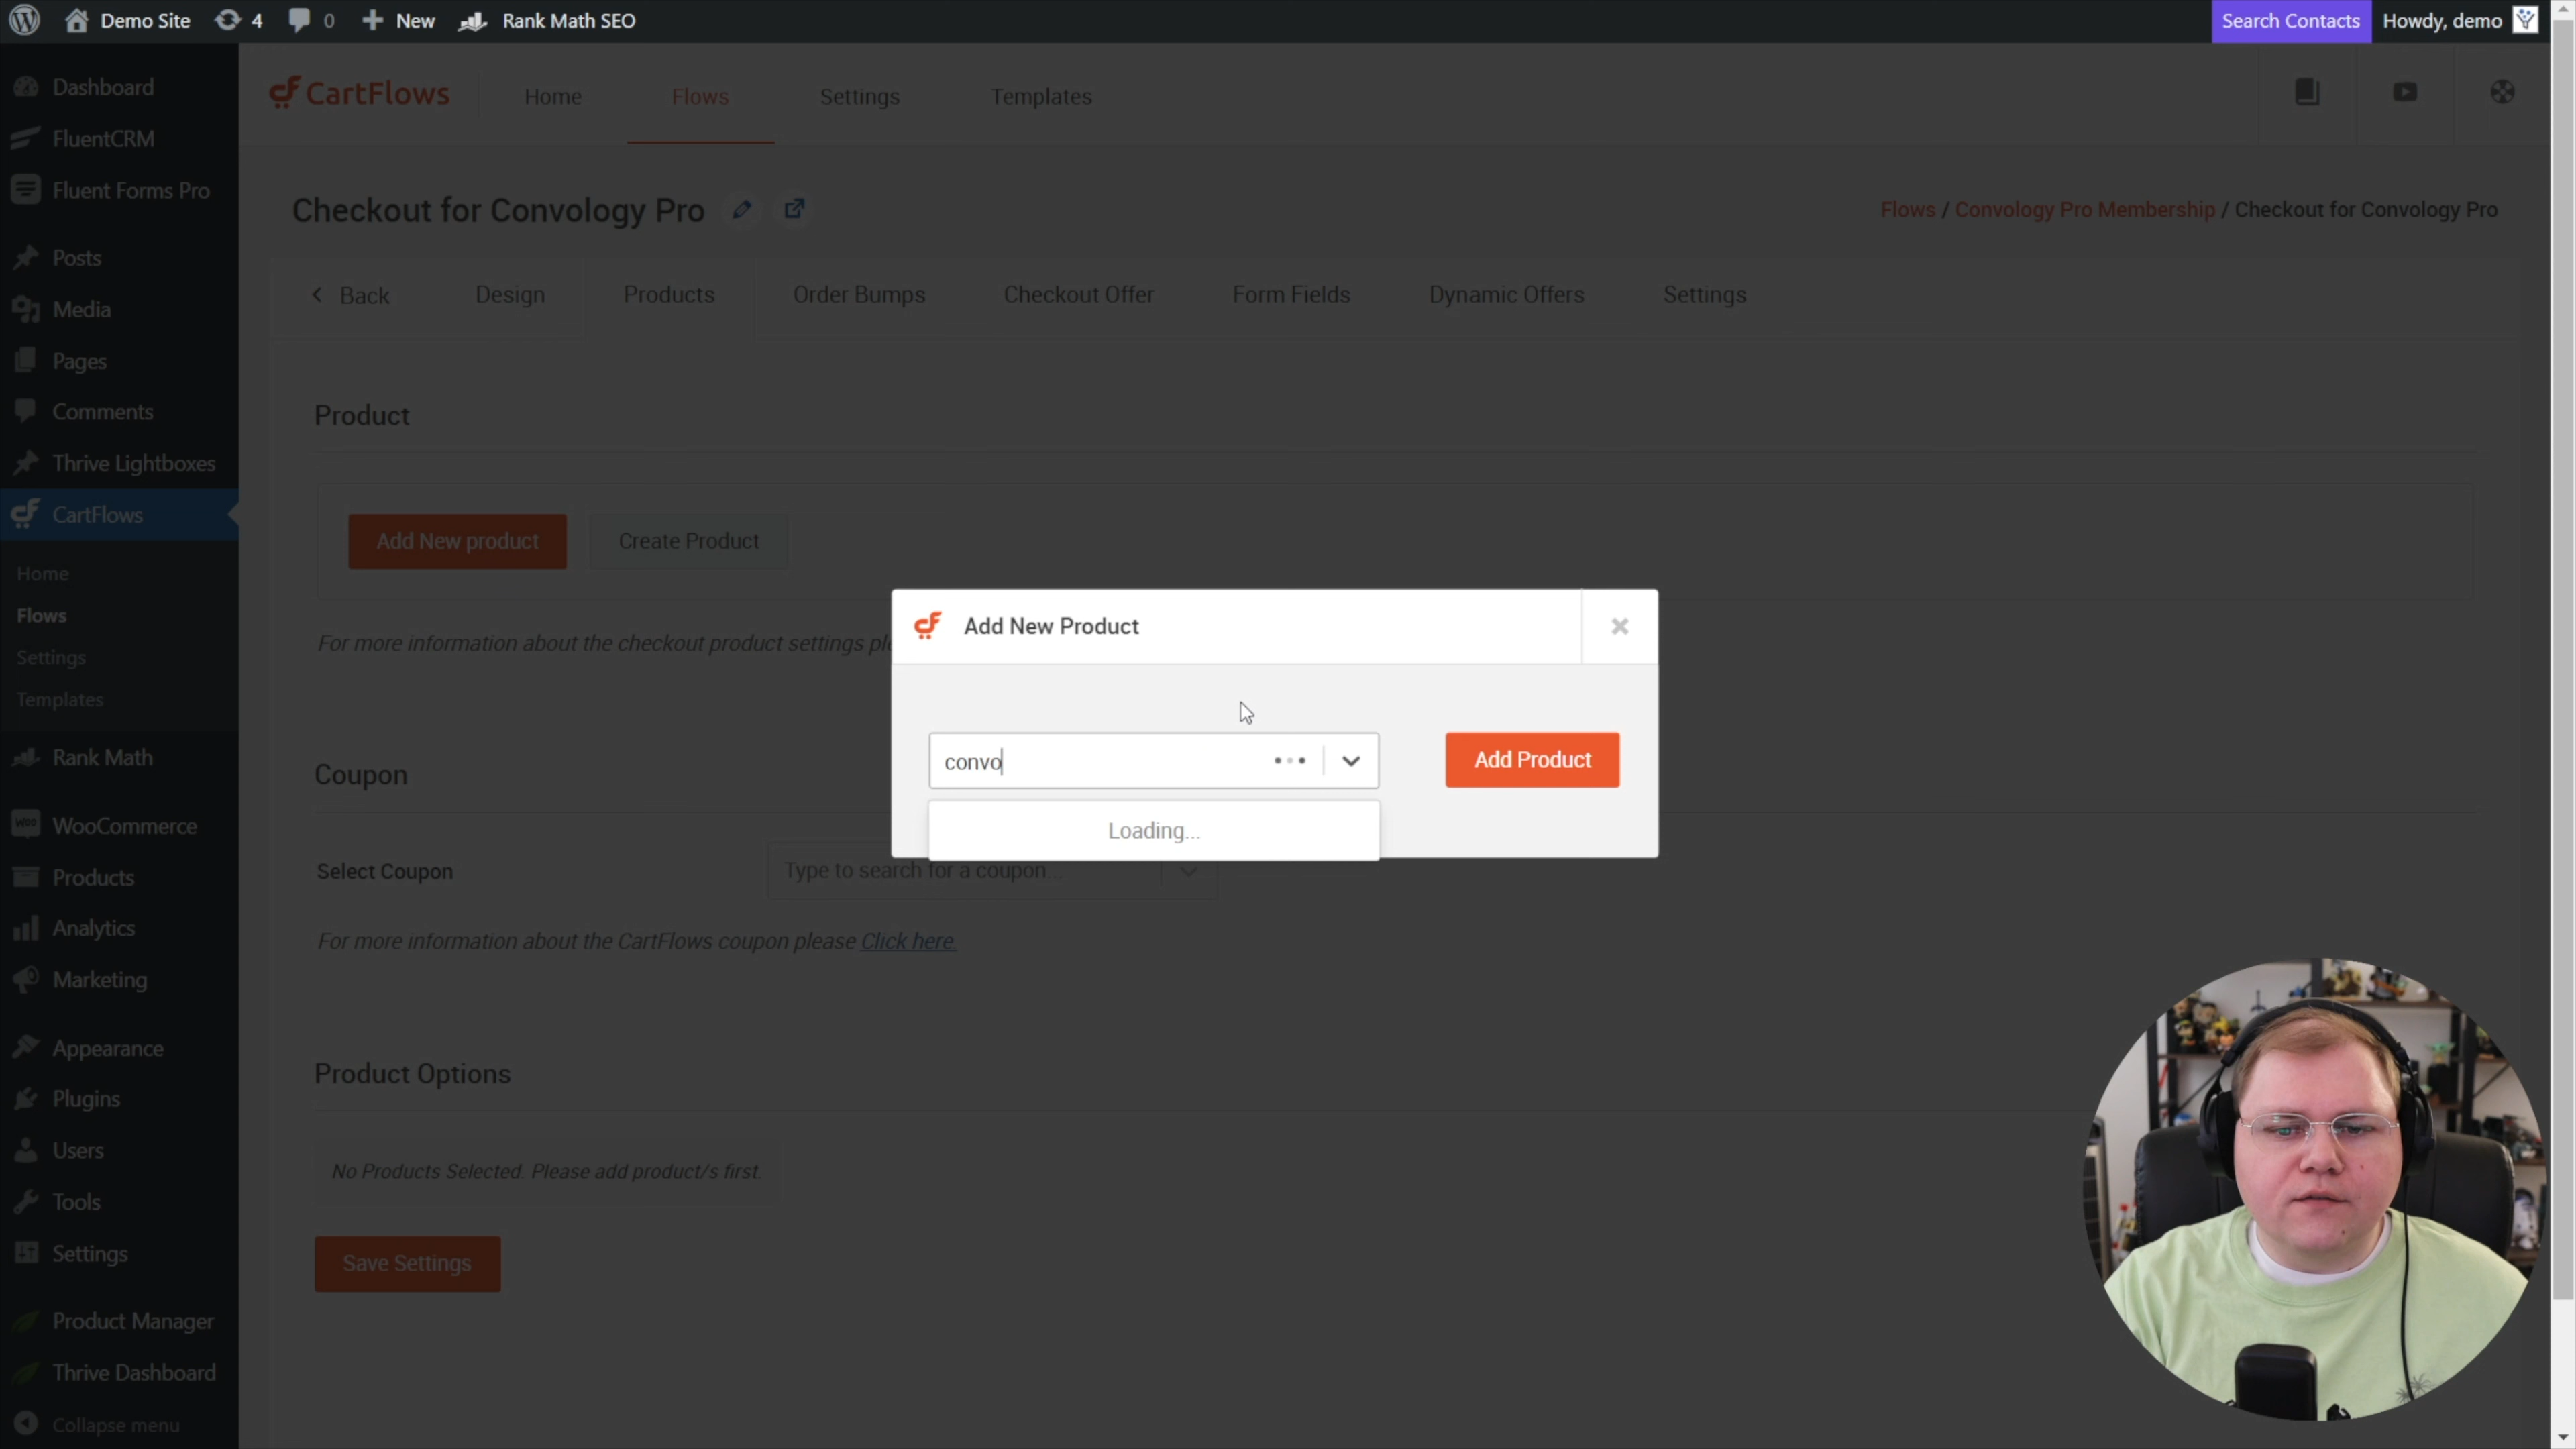 Demo Site
4
0
New
Rank Math SEO
Search Contacts
Howdy, demo
Dashboard
FluentCRM
Fluent Forms Pro
Posts
Media
Pages
Comments
Thrive Lightboxes
CartFlows
Home
Flows
Settings
Templates
Rank Math
WooCommerce
Products
Analytics
Marketing
Appearance
Plugins
Users
Tools
Settings
Product Manager
Thrive Dashboard
Collapse menu
CartFlows
Home
Flows
Settings
Templates
Checkout for Convology Pro
Flows / Convology Pro Membership / Checkout for Convology Pro
Back
Design
Products
Order Bumps
Checkout Offer
Form Fields
Dynamic Offers
Settings
Product
Add New product
Create Product
For more information about the checkout product settings
Add New Product
convo
Add Product
Loading...
Coupon
Select Coupon
Type to search for a coupon...
For more information about the CartFlows coupon please Click here.
Product Options
No Products Selected. Please add product/s first.
Save Settings